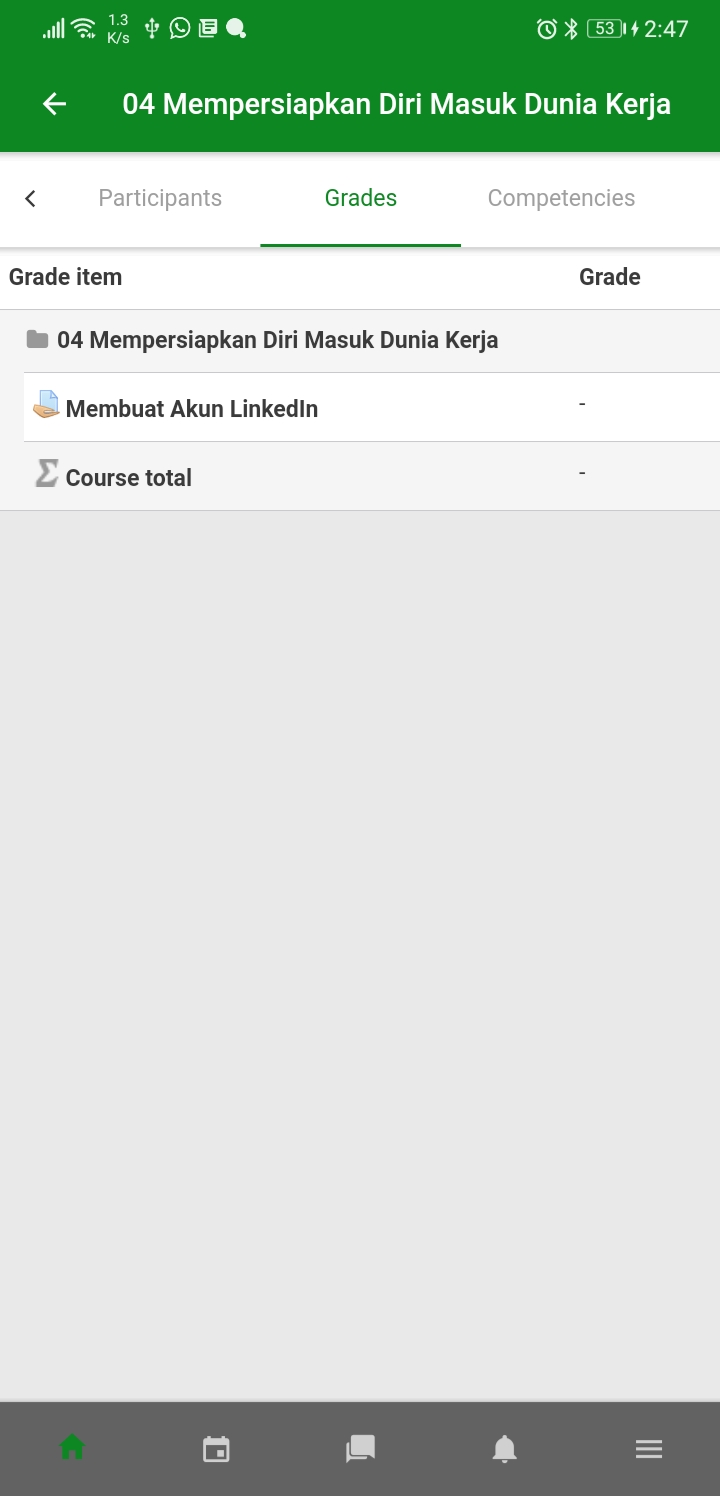 1.3
K/s
53
2:47
04 Mempersiapkan Diri Masuk Dunia Kerja
Participants
Grades
Competencies
Grade item
Grade
04 Mempersiapkan Diri Masuk Dunia Kerja
Membuat Akun LinkedIn
-
Σ Course total
-